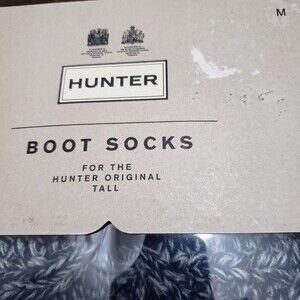 M
HUNTER
BOOT SOCKS
FOR THE
HUNTER ORIGINAL
TALL